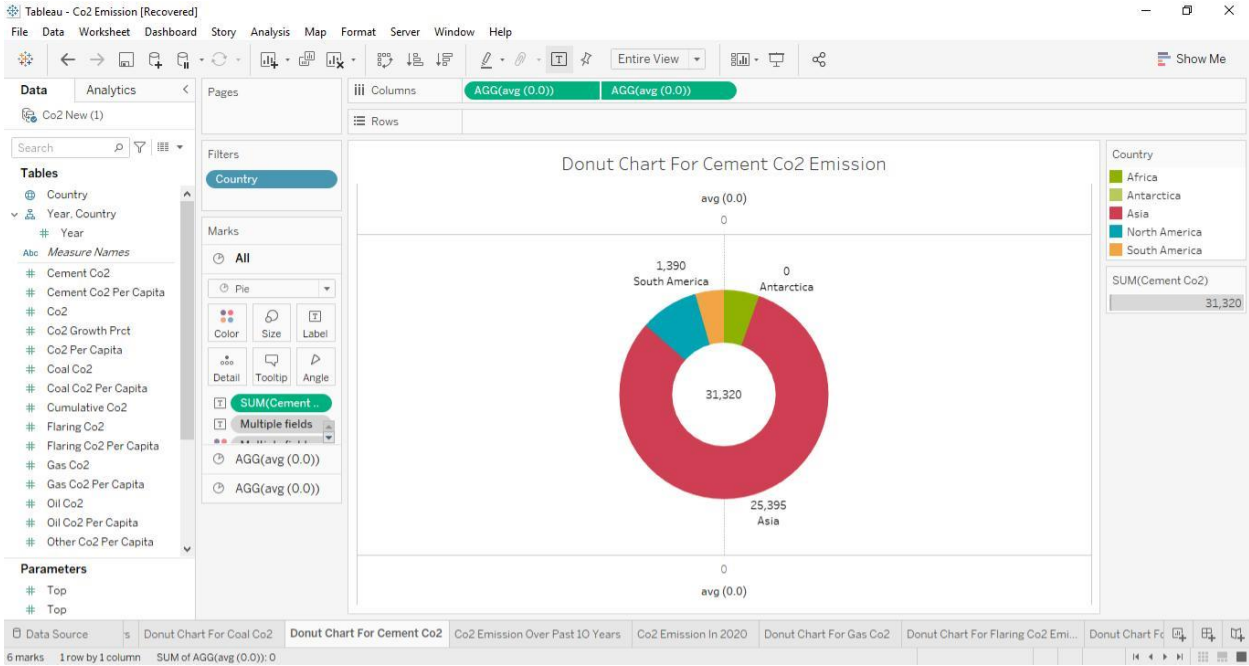 Tableau - Co2 Emission [Recovered]
File Data Worksheet Dashboard Story Analysis Map Format Server Window Help
Entire View
Show Me
Data Analytics
Co2 New (1)
Search
Tables
Country
Year, Country
Year
Abc Measure Names
Cement Co2
Cement Co2 Per Capita
Co2
Co2 Growth Prct
Co2 Per Capita
Coal Co2
Coal Co2 Per Capita
Cumulative Co2
Flaring Co2
Flaring Co2 Per Capita
Gas Co2
Gas Co2 Per Capita
Oil Co2
Oil Co2 Per Capita
Other Co2 Per Capita
Parameters
Top
Top
Pages
Filters
Country
Marks
All
Pie
Color Size Label
Detail Tooltip Angle
SUM(Cement ..
Multiple fields
AGG(avg (0.0))
AGG(avg (0.0))
iii Columns AGG(avg (0.0)) AGG(avg (0.0))
Rows
Donut Chart For Cement Co2 Emission
avg (0.0)
0
1,390
South America
0
Antarctica
31,320
25,395
Asia
0
avg (0.0)
Country
Africa
Antarctica
Asia
North America
South America
SUM(Cement Co2)
31,320
Data Source s Donut Chart For Coal Co2 Donut Chart For Cement Co2 Co2 Emission Over Past 10 Years Co2 Emission In 2020 Donut Chart For Gas Co2 Donut Chart For Flaring Co2 Emi... Donut Chart Fo
6 marks 1 row by 1 column SUM of AGG(avg (0.0)): 0